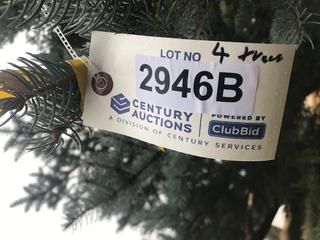 LOT NO 4 trees
2946B
CENTURY
AUCTIONS
A DIVISION OF CENTURY SERVICES
POWERED BY
ClubBid